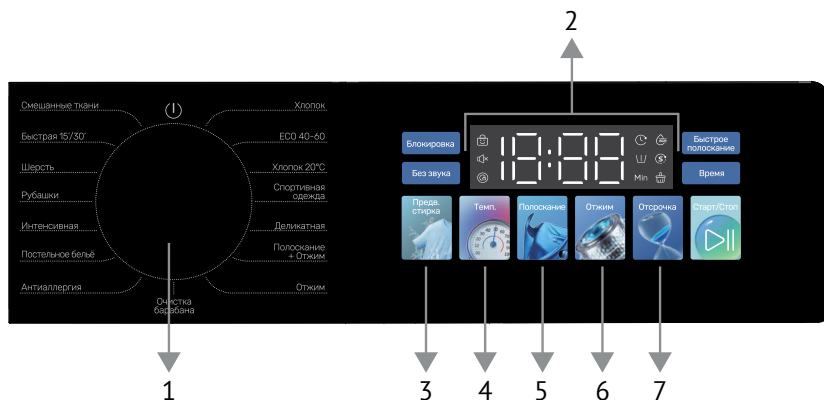 2
Смешанные ткани
Хлопок
Быстрая 15'/30'
ECO 40-60
Шерсть
Хлопок 20°C
Рубашки
Спортивная
одежда
Интенсивная
Деликатная
Постельное бельё
Полоскание
+ Отжим
Антиаллергия
Отжим
Очистка
барабана
Блокировка
18:88
Быстрое
полоскание
Без звука
Min
Время
Предв.
стирка
Темп.
Полоскание
Отжим
Отсрочка
Старт/Стоп
1
3
4
5
6
7